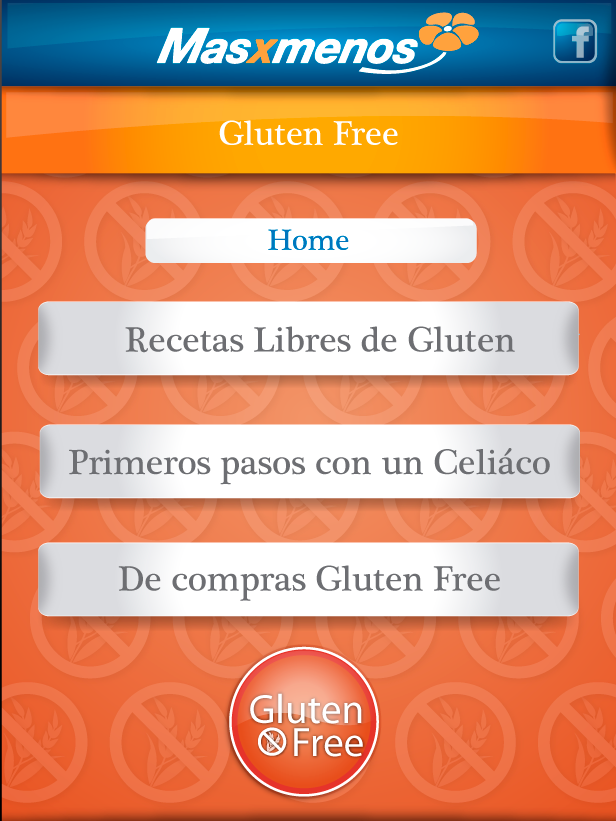 Masxmenos
f
Gluten Free
Home
Recetas Libres de Gluten
Primeros pasos con un Celiáco
De compras Gluten Free
Gluten
Free